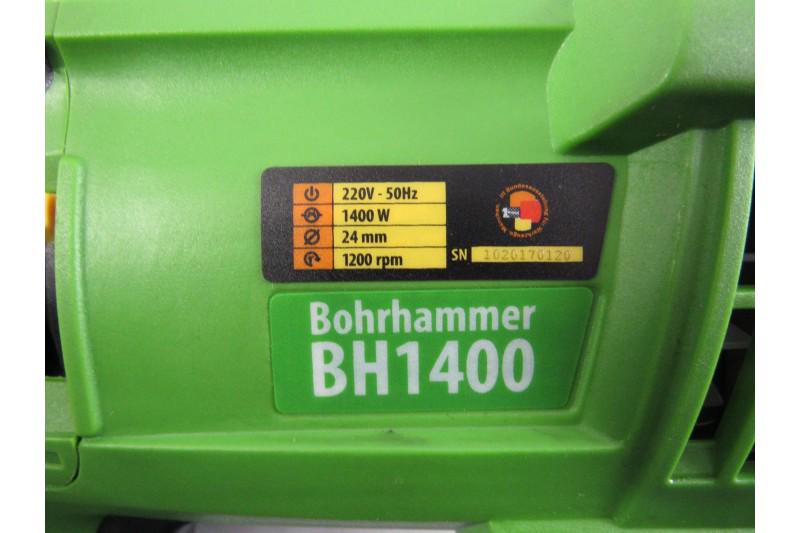 220V - 50Hz
1400 W
24 mm
1200 rpm
SN 1020170120
Bohrhammer
BH1400